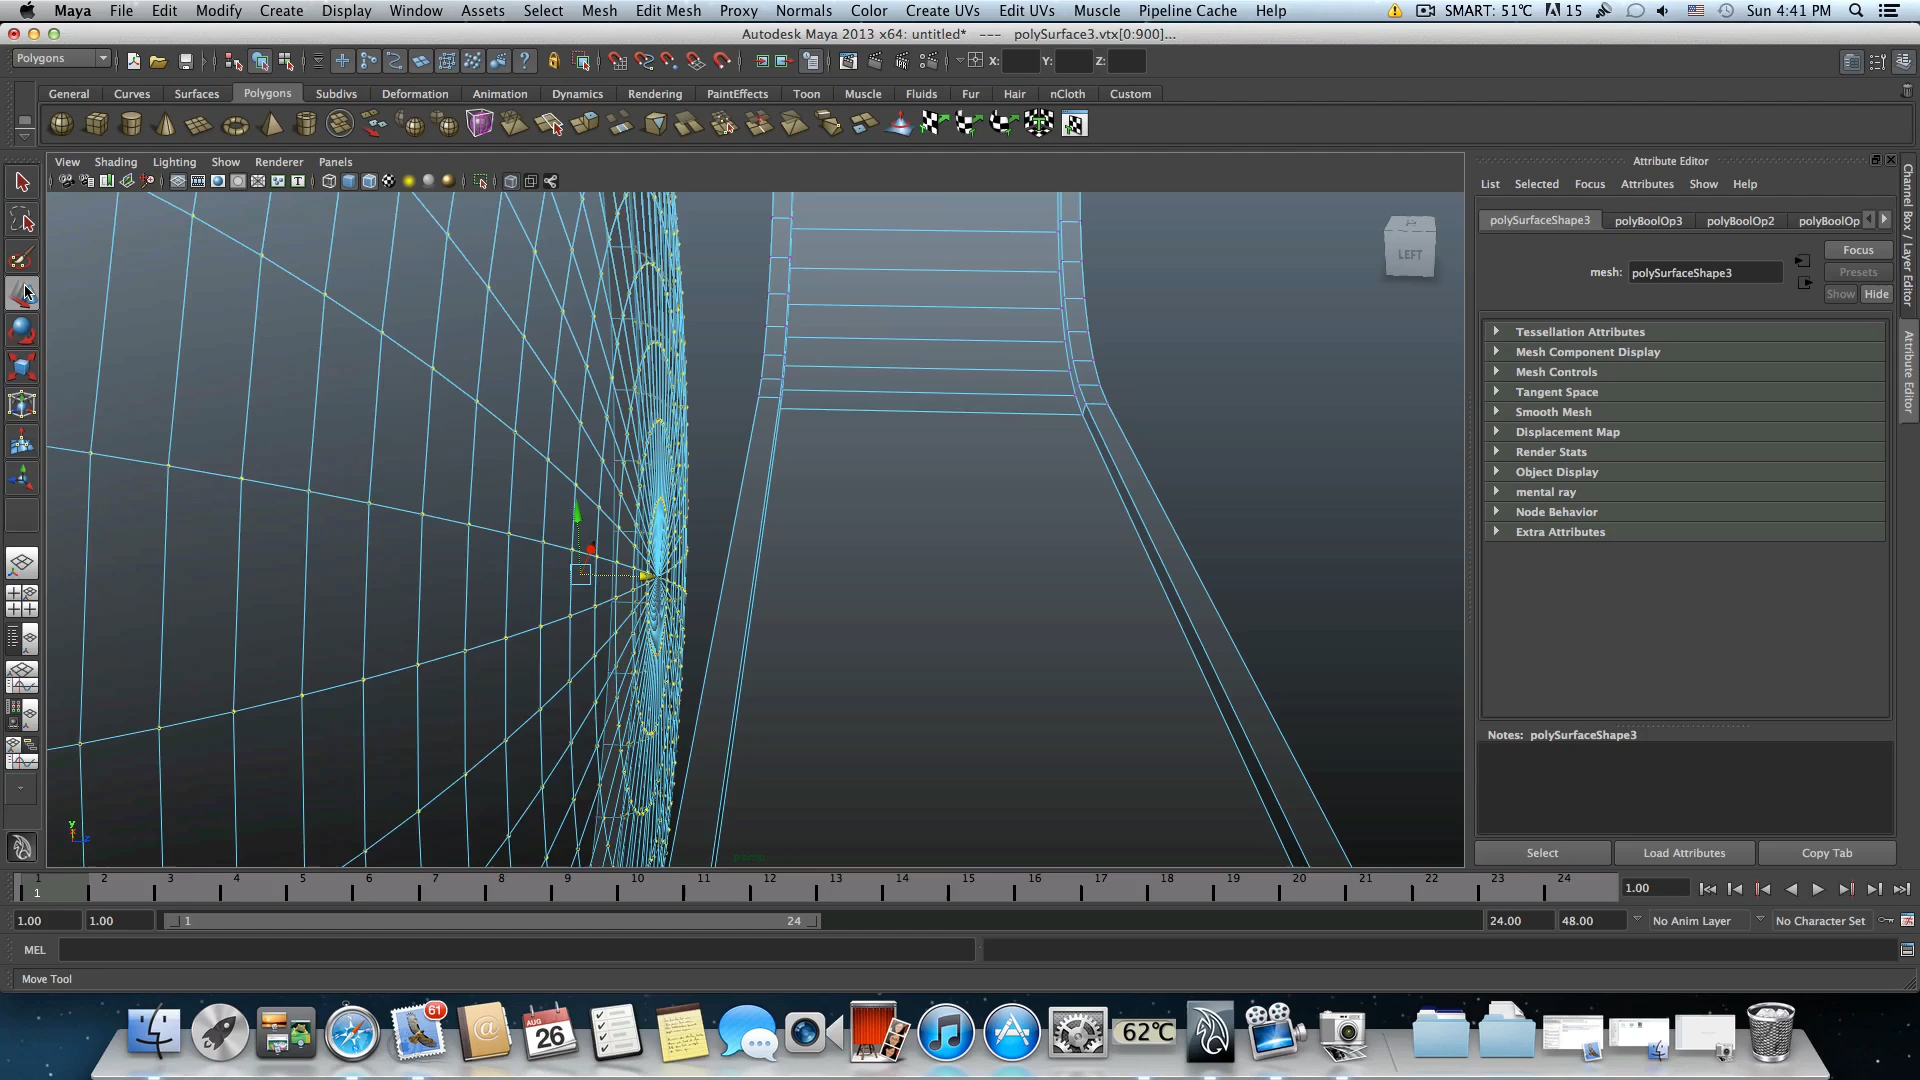 Maya File Edit Modify Create Display Window Assets Select Mesh Edit Mesh Proxy Normals Color Create UVs Edit UVs Muscle Pipeline Cache Help SMART: 51℃ 15 Sun 4:41 PM
Autodesk Maya 2013 x64: untitled* --- polySurface3.vtx[0:900]...
Polygons X: Y: Z:
General Curves Surfaces Polygons Subdivs Deformation Animation Dynamics Rendering PaintEffects Toon Muscle Fluids Fur Hair nCloth Custom
View Shading Lighting Show Renderer Panels
Attribute Editor
List Selected Focus Attributes Show Help
polySurfaceShape3 polyBoolOp3 polyBoolOp2 polyBoolOp
Focus
mesh: polySurfaceShape3 Presets
Show Hide
LEFT
Tessellation Attributes
Mesh Component Display
Mesh Controls
Tangent Space
Smooth Mesh
Displacement Map
Render Stats
Object Display
mental ray
Node Behavior
Extra Attributes
Channel Box / Layer Editor
Attribute Editor
Notes: polySurfaceShape3
y
z
persp
Select Load Attributes Copy Tab
1 2 3 4 5 6 7 8 9 10 11 12 13 14 15 16 17 18 19 20 21 22 23 24
1 1.00
1.00 1.00 1 24 24.00 48.00 No Anim Layer No Character Set
MEL
Move Tool
61
AUG
26
62℃